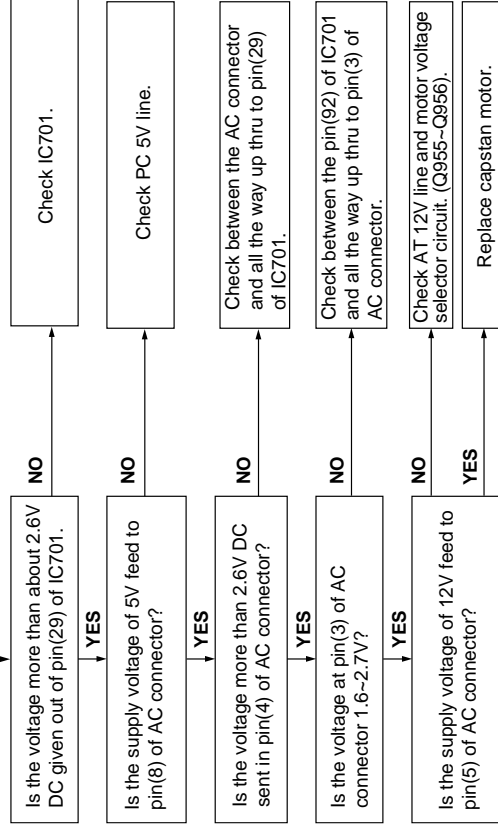 Is the voltage more than about 2.6V
DC given out of pin(29) of IC701.
NO
Check IC701.
YES
Is the supply voltage of 5V feed to
pin(8) of AC connector?
NO
Check PC 5V line.
YES
Is the voltage more than 2.6V DC
sent in pin(4) of AC connector?
NO
Check between the AC connector
and all the way up thru to pin(29)
of IC701.
YES
Is the voltage at pin(3) of AC
connector 1.6~2.7V?
NO
Check between the pin(92) of IC701
and all the way up thru to pin(3) of
AC connector.
YES
Is the supply voltage of 12V feed to
pin(5) of AC connector?
NO
Check AT 12V line and motor voltage
selector circuit. (Q955~Q956).
YES
Replace capstan motor.